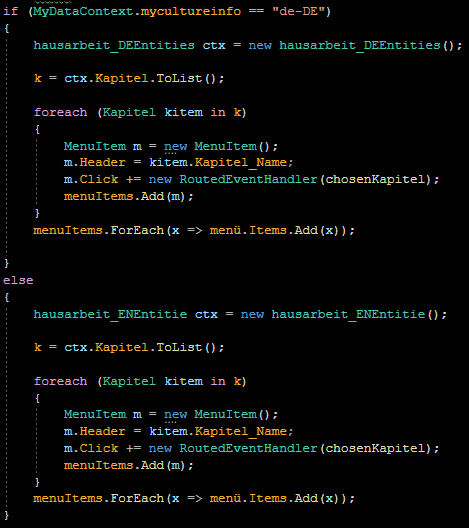 if (MyDataContext.mycultureinfo == "de-DE")
{
hausarbeit_DEEntities ctx = new hausarbeit_DEEntities();
k = ctx.Kapitel.ToList();
foreach (Kapitel kitem in k)
{
MenuItem m = new MenuItem();
m.Header = kitem.Kapitel_Name;
m.Click += new RoutedEventHandler(chosenKapitel);
menuItems.Add(m);
}
menuItems.ForEach(x => menü.Items.Add(x));
}
else
{
hausarbeit_ENEntitie ctx = new hausarbeit_ENEntitie();
k = ctx.Kapitel.ToList();
foreach (Kapitel kitem in k)
{
MenuItem m = new MenuItem();
m.Header = kitem.Kapitel_Name;
m.Click += new RoutedEventHandler(chosenKapitel);
menuItems.Add(m);
}
menuItems.ForEach(x => menü.Items.Add(x));
}